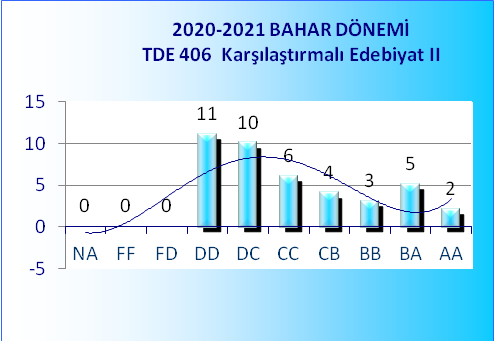 2020-2021 BAHAR DÖNEMİ
TDE 406 Karşılaştırmalı Edebiyat II
15
10
5
0
-5
0 0 0 11 10 6 4 3 5 2
NA FF FD DD DC CC CB BB BA AA